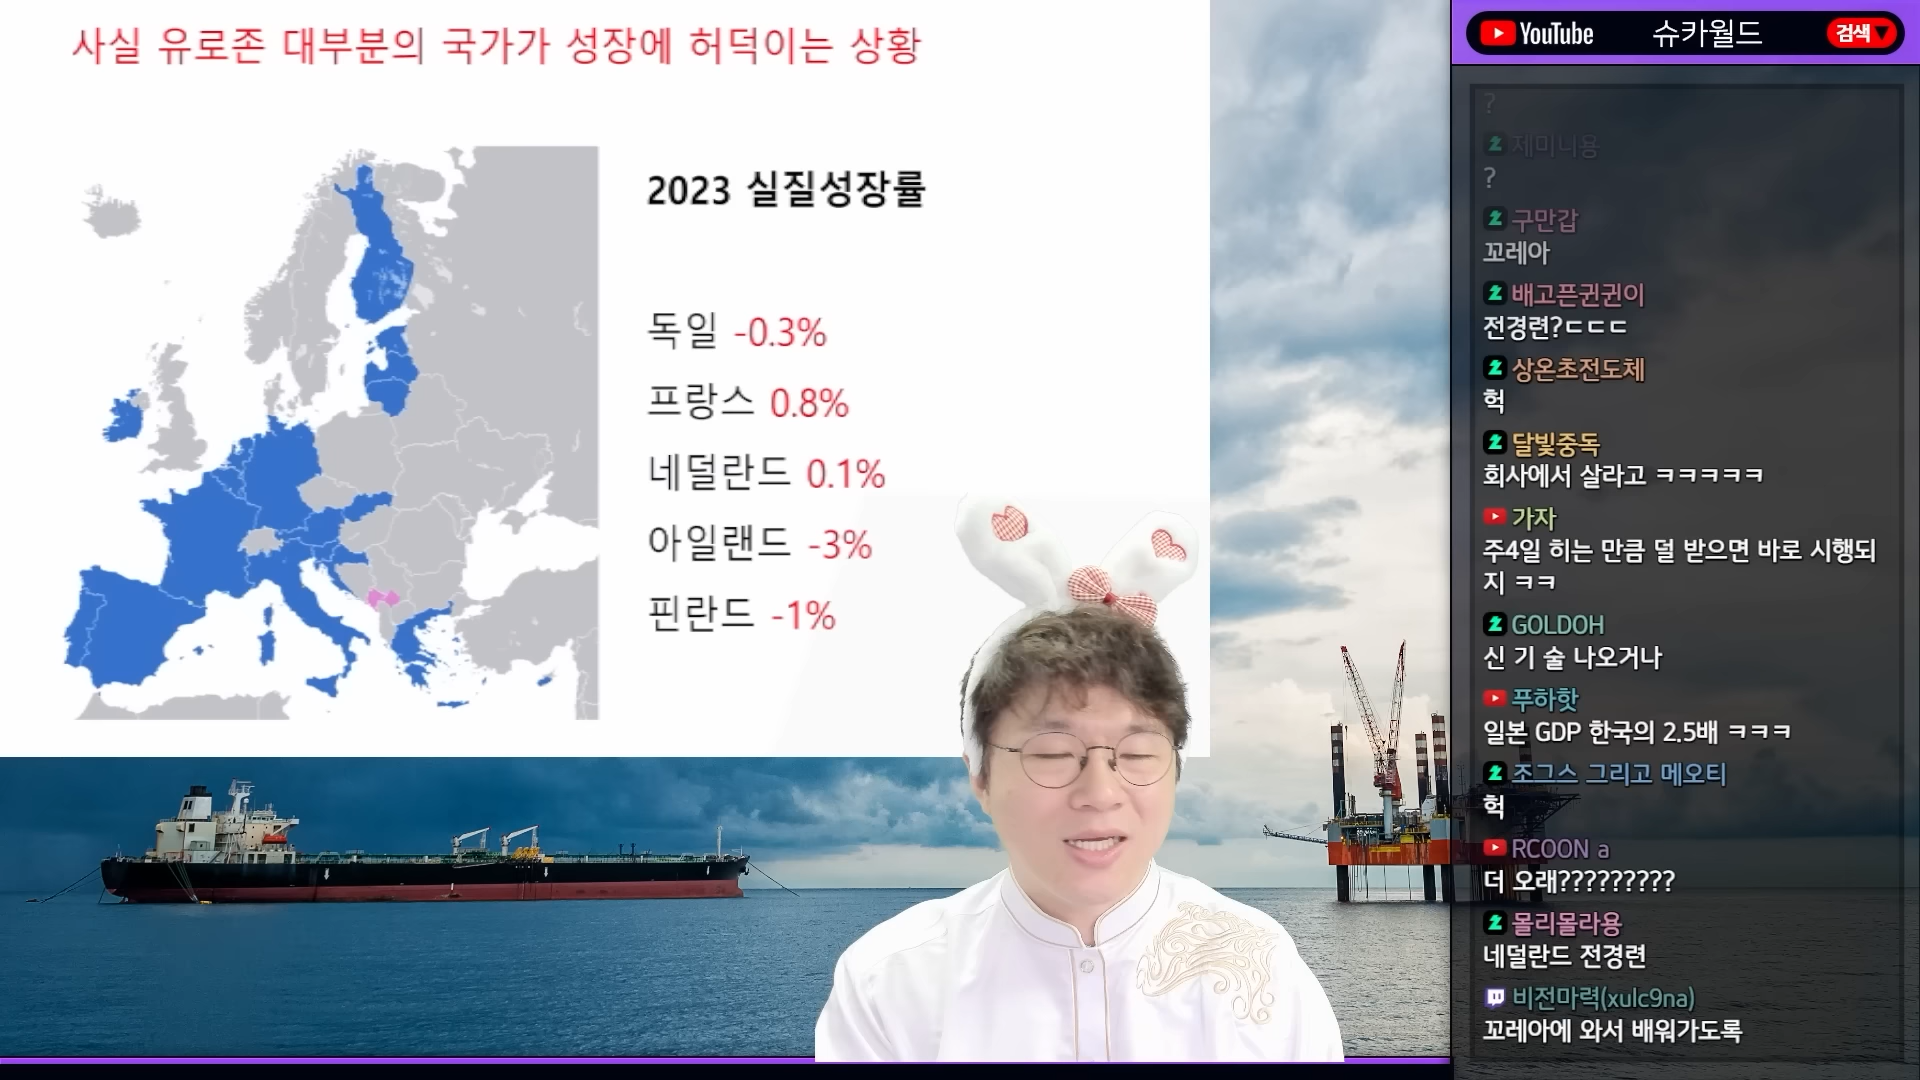 사실 유로존 대부분의 국가가 성장에 허덕이는 상황
2023 실질성장률
독일 -0.3%
프랑스 0.8%
네덜란드 0.1%
아일랜드 -3%
핀란드 -1%
YouTube 슈카월드 검색▼
?
제미니용
?
구만갑
꼬레아
배고픈귄귄이
전경련?ㄷㄷㄷ
상온초전도체
헉
달빛중독
회사에서 살라고 ㅋㅋㅋㅋㅋ
가자
주4일 히는 만큼 덜 받으면 바로 시행되
지 ㅋㅋ
GOLDOH
신 기 술 나오거나
푸하핫
일본 GDP 한국의 2.5배 ㅋㅋㅋ
조그스 그리고 메오티
헉
RCOON a
더 오래?????????
몰리몰라용
네덜란드 전경련
비전마력(xulc9na)
꼬레아에 와서 배워가도록